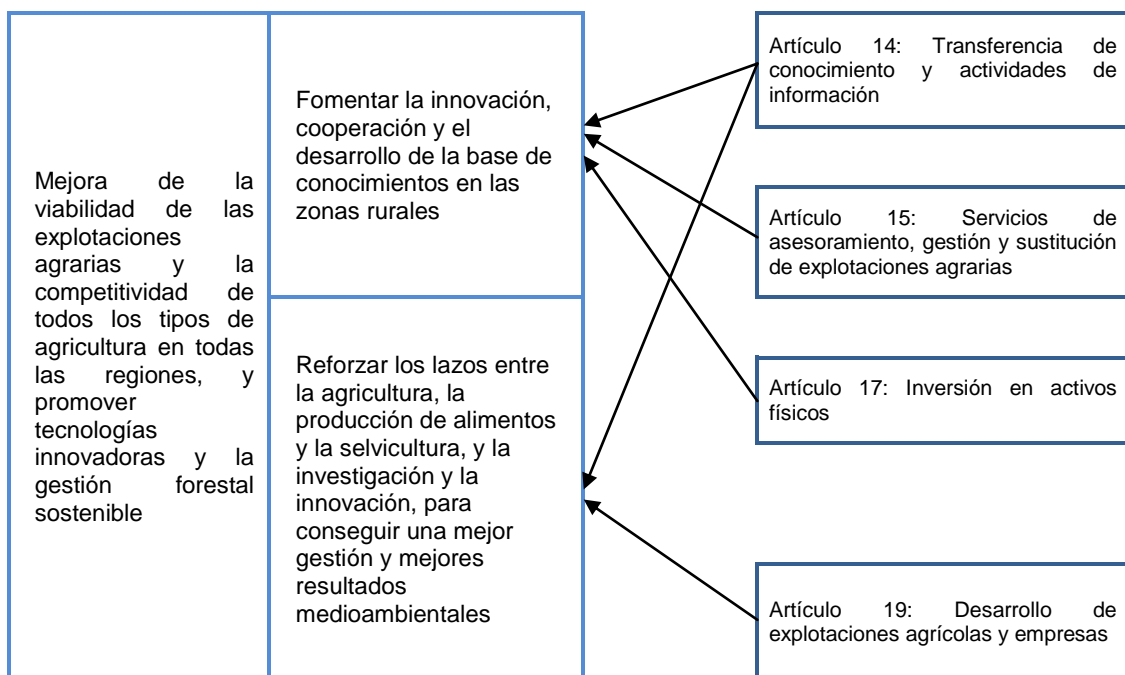 Mejora de la
viabilidad de las
explotaciones
agrarias y la
competitividad de
todos los tipos de
agricultura en todas
las regiones, y
promover
tecnologías
innovadoras y la
gestión forestal
sostenible
Fomentar la innovación,
cooperación y el
desarrollo de la base de
conocimientos en las
zonas rurales
Reforzar los lazos entre
la agricultura, la
producción de alimentos
y la selvicultura, y la
investigación y la
innovación, para
conseguir una mejor
gestión y mejores
resultados
medioambientales
Artículo 14: Transferencia de
conocimiento y actividades de
información
Artículo 15: Servicios de
asesoramiento, gestión y sustitución
de explotaciones agrarias
Artículo 17: Inversión en activos
físicos
Artículo 19: Desarrollo de
explotaciones agrícolas y empresas